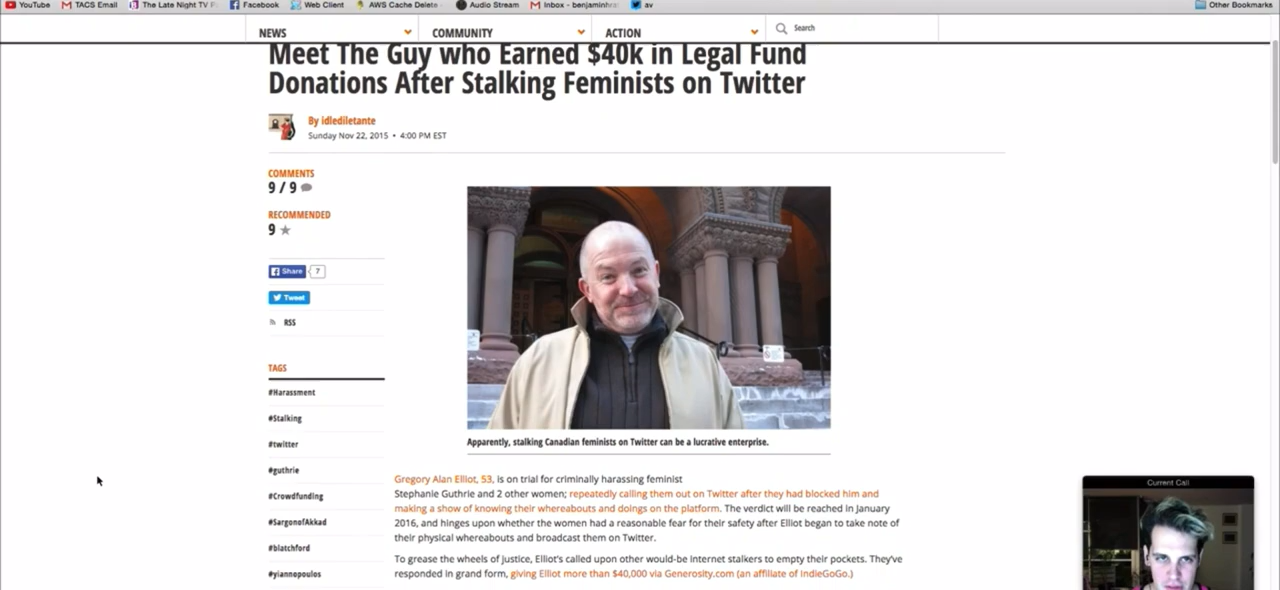 YouTube TACS Email The Late Night TV P Facebook Web Client AWS Cache Delete Audio Stream Inbox - benjaminhra av Other Bookmarks
NEWS COMMUNITY ACTION Search
Meet The Guy who Earned $40k in Legal Fund
Donations After Stalking Feminists on Twitter
By idlediletante
Sunday Nov 22, 2015 • 4:00 PM EST
COMMENTS
9 / 9
RECOMMENDED
9
Share 7
Tweet
RSS
TAGS
#Harassment
#Stalking
#twitter
#guthrie
#Crowdfunding
#SargonofAkkad
#blatchford
#yiannopoulos
Apparently, stalking Canadian feminists on Twitter can be a lucrative enterprise.
Gregory Alan Elliot, 53, is on trial for criminally harassing feminist
Stephanie Guthrie and 2 other women; repeatedly calling them out on Twitter after they had blocked him and
making a show of knowing their whereabouts and doings on the platform. The verdict will be reached in January
2016, and hinges upon whether the women had a reasonable fear for their safety after Elliot began to take note of
their physical whereabouts and broadcast them on Twitter.
To grease the wheels of justice, Elliot's called upon other would-be internet stalkers to empty their pockets. They've
responded in grand form, giving Elliot more than $40,000 via Generosity.com (an affiliate of IndieGoGo.)
Current Call